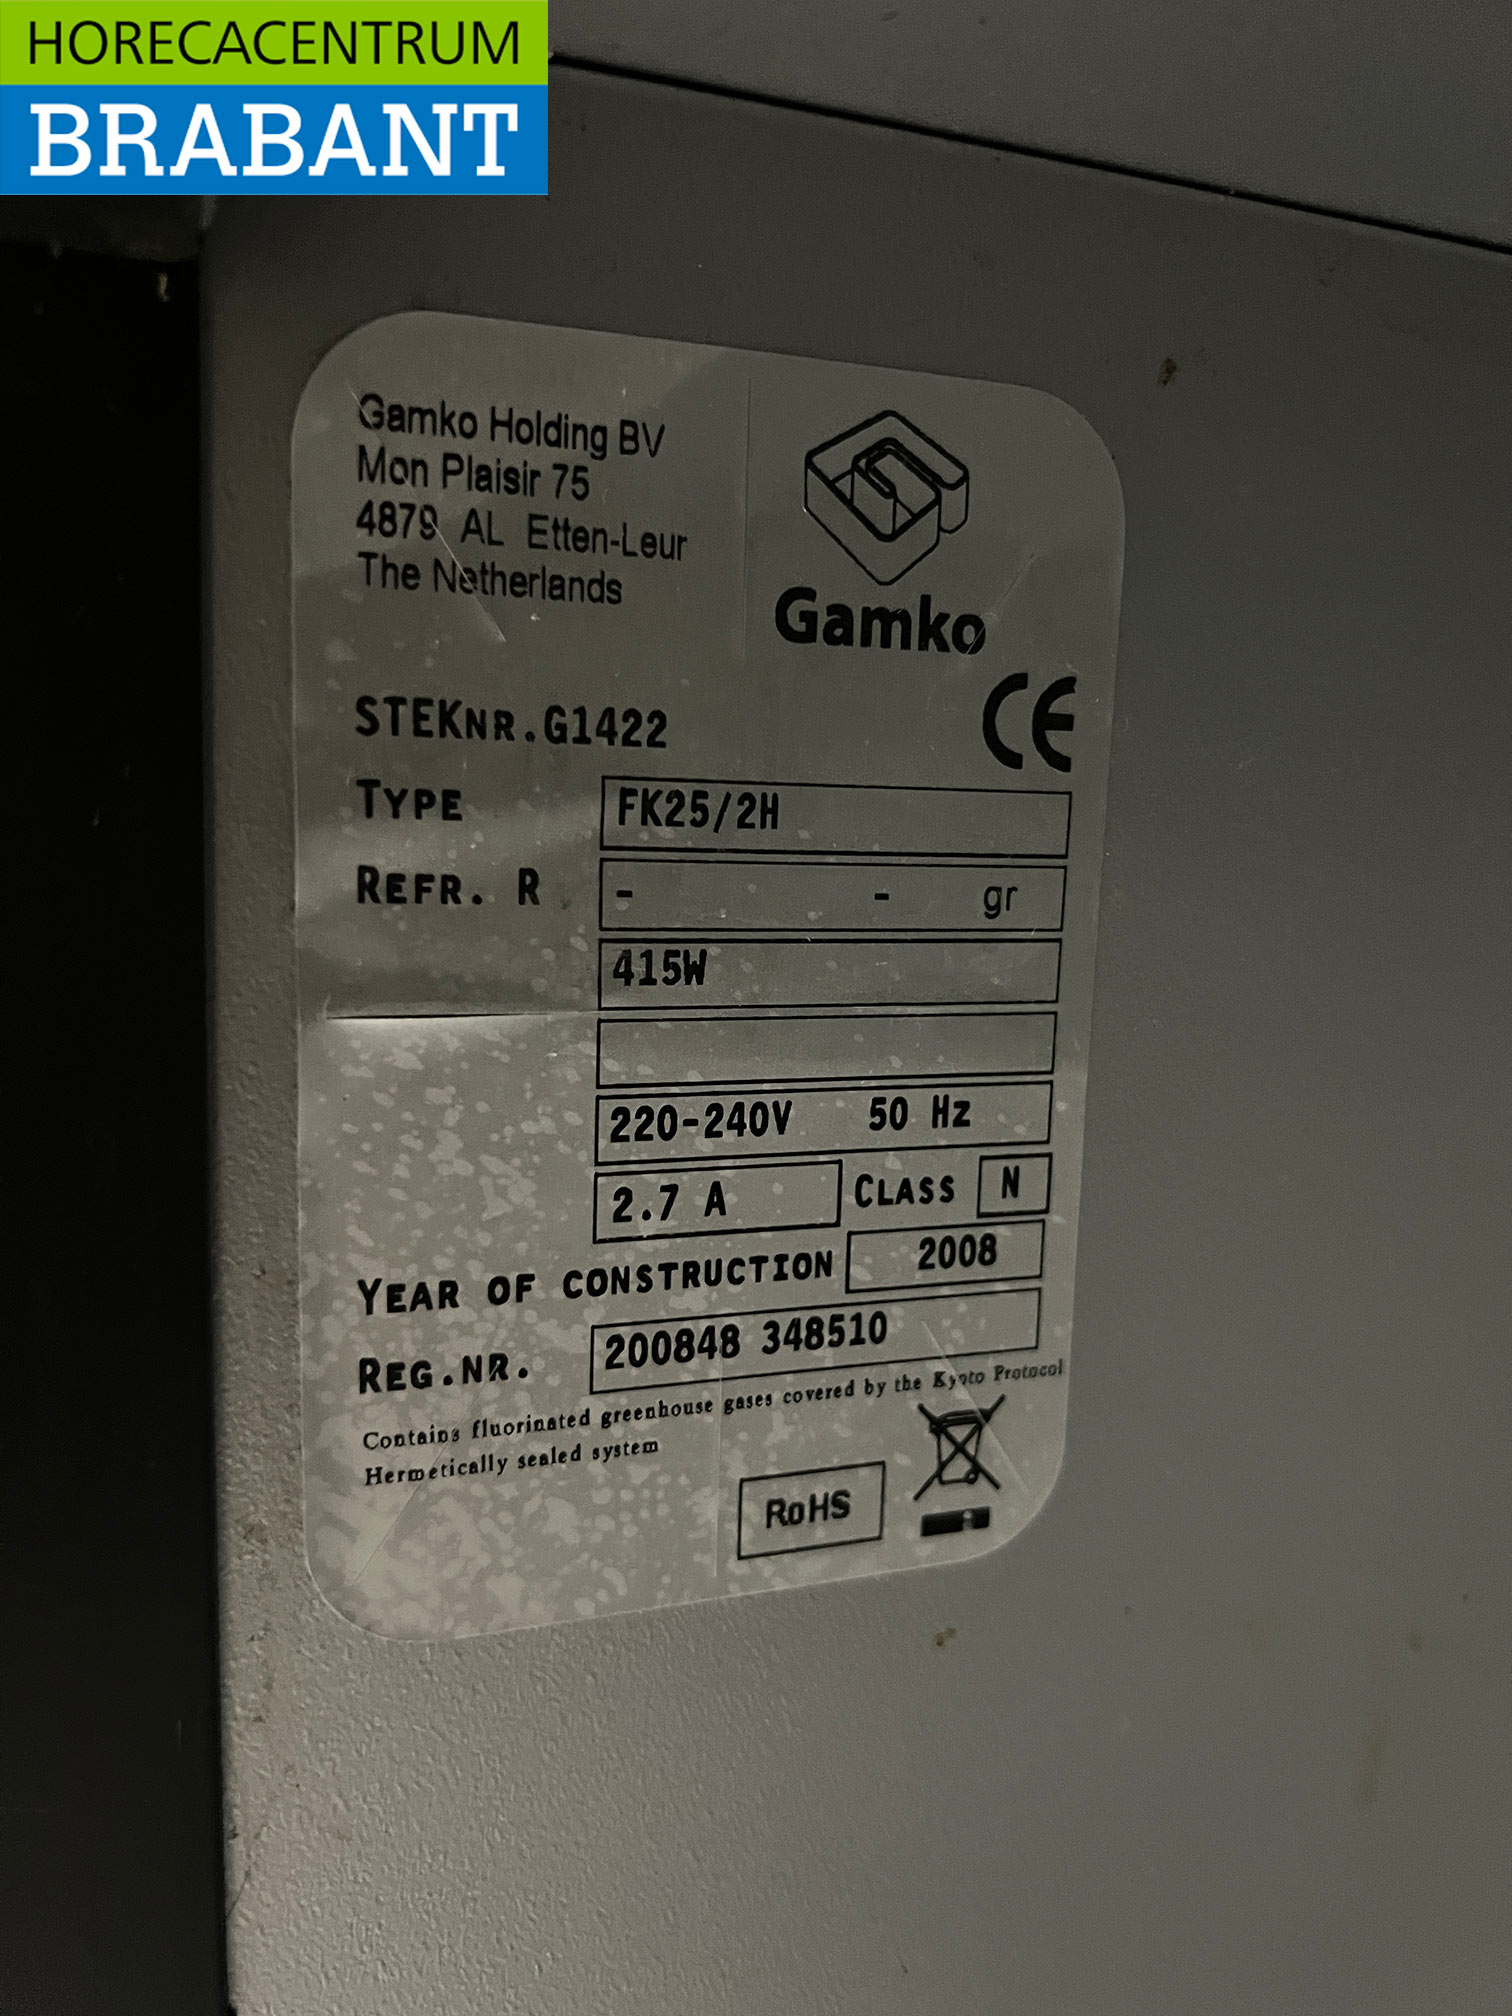 HORECACENTRUM
BRABANT
Gamko Holding BV
Mon Plaisir 75
4879 AL Etten-Leur
The Netherlands
Gamko
CE
STEKNR.G1422
TYPE FK25/2H
REFR. R - - gr
415W
220-240V 50 Hz
2.7 A CLASS N
YEAR OF CONSTRUCTION 2008
REG.NR. 200848 348510
Contains fluorinated greenhouse gases covered by the Kyoto Protocol
Hermetically sealed system
RoHS